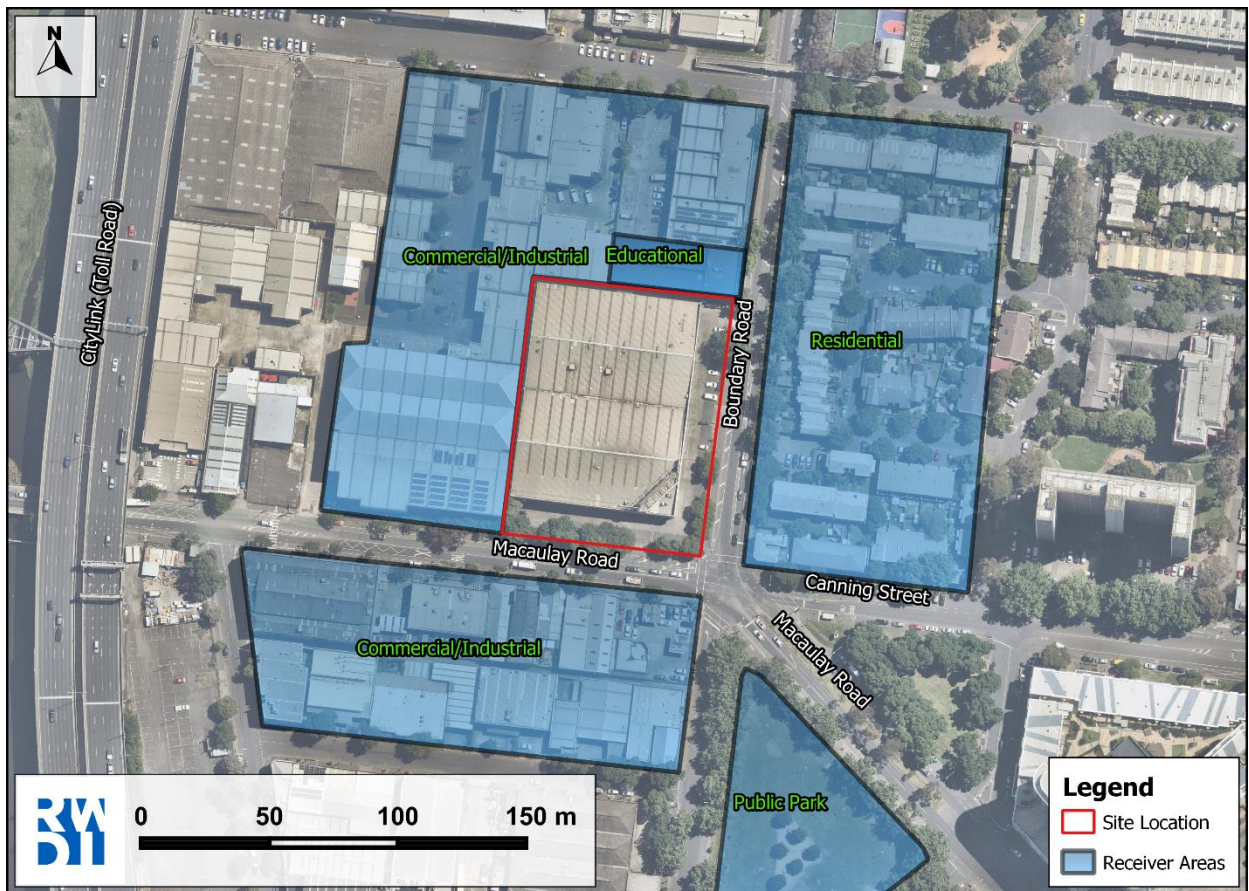 N
Commercial/Industrial
Educational
CityLink (Toll Road)
Boundary Road
Residential
Macaulay Road
Canning Street
Commercial/Industrial
Macaulay Road
Public Park
RWDI
0 50 100 150 m
Legend
Site Location
Receiver Areas